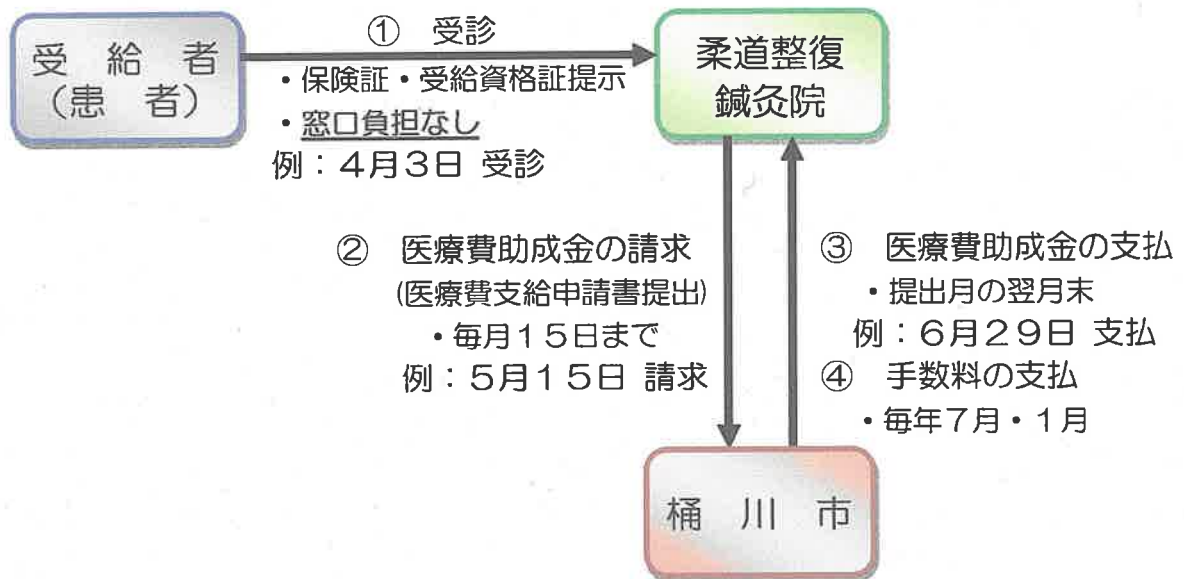 受　給　者
（患　者）
①　受診
・保険証・受給資格証提示
・窓口負担なし
例：４月３日 受診
柔道整復
鍼灸院
②　医療費助成金の請求
(医療費支給申請書提出)
・毎月１５日まで
例：５月１５日 請求
③　医療費助成金の支払
・提出月の翌月末
例：６月２９日 支払
④　手数料の支払
・毎年７月・１月
桶　川　市